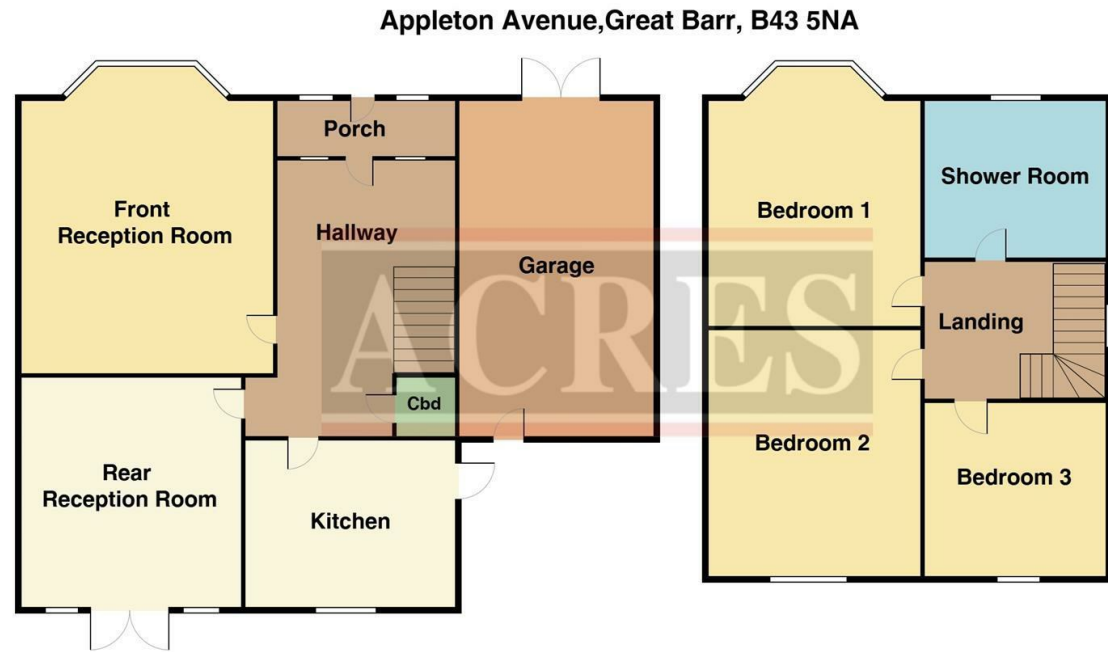 Appleton Avenue,Great Barr, B43 5NA
Porch
Front
Reception Room
Hallway
Garage
Cbd
Rear
Reception Room
Kitchen
Bedroom 1
Shower Room
Landing
Bedroom 2
Bedroom 3
ACRES